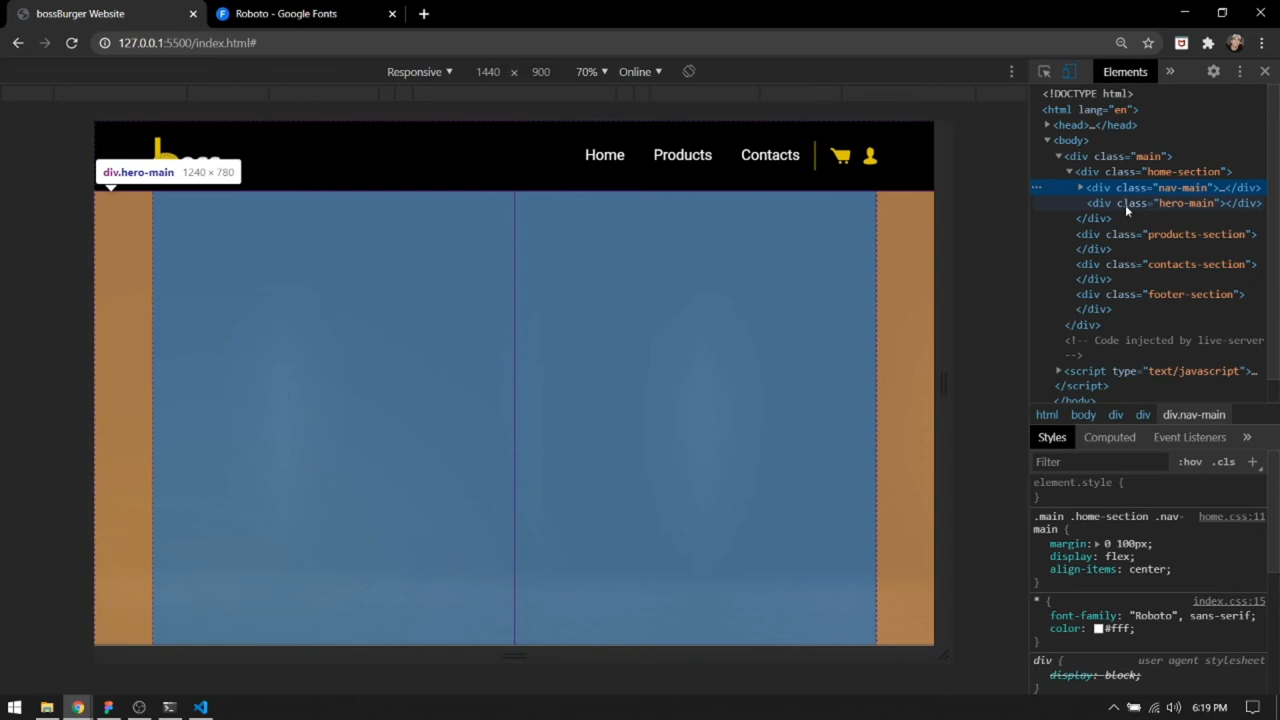 bossBurger Website
Roboto - Google Fonts
127.0.0.1:5500/index.html#
Responsive 1440 × 900 70% Online
Elements
boss
Home Products Contacts
div.hero-main 1240 × 780
<!DOCTYPE html>
<html lang="en">
<head>…</head>
<body>
<div class="main">
<div class="home-section">
<div class="nav-main">…</div>
<div class="hero-main"></div>
</div>
<div class="products-section">
</div>
<div class="contacts-section">
</div>
<div class="footer-section">
</div>
</div>
<!-- Code injected by live-server
-->
<script type="text/javascript">…
</script>
</body>
html body div div div.nav-main
Styles Computed Event Listeners
Filter :hov .cls
element.style {
}
.main .home-section .nav- home.css:11
main {
margin: 0 100px;
display: flex;
align-items: center;
}
* { index.css:15
font-family: "Roboto", sans-serif;
color: #fff;
}
div { user agent stylesheet
display: block;
}
6:19 PM